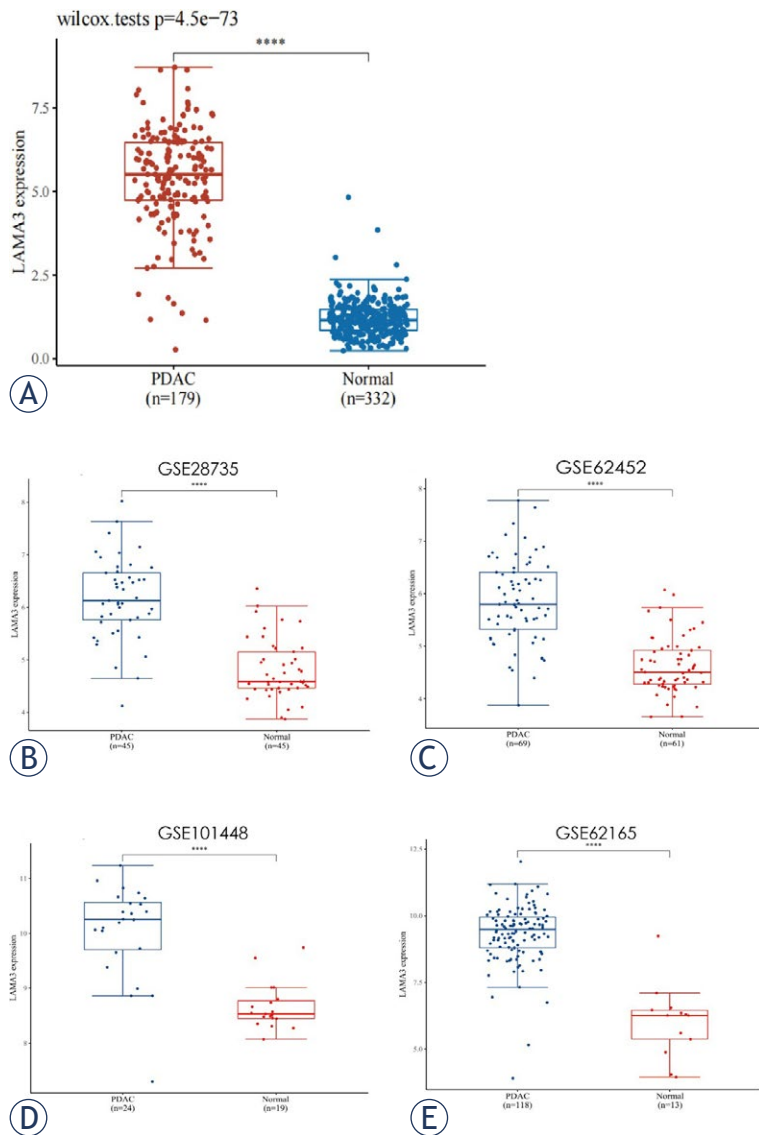 wilcox.tests p=4.5e−73
****
LAMA3 expression
7.5
5.0
2.5
0.0
PDAC
(n=179)
Normal
(n=332)
A
GSE28735
****
LAMA3 expression
8
7
6
5
4
PDAC
(n=45)
Normal
(n=45)
B
GSE62452
****
LAMA3 expression
8
7
6
5
4
PDAC
(n=69)
Normal
(n=61)
C
GSE101448
****
LAMA3 expression
11
10
9
8
PDAC
(n=24)
Normal
(n=19)
D
GSE62165
****
LAMA3 expression
12.5
10.0
7.5
5.0
PDAC
(n=118)
Normal
(n=13)
E